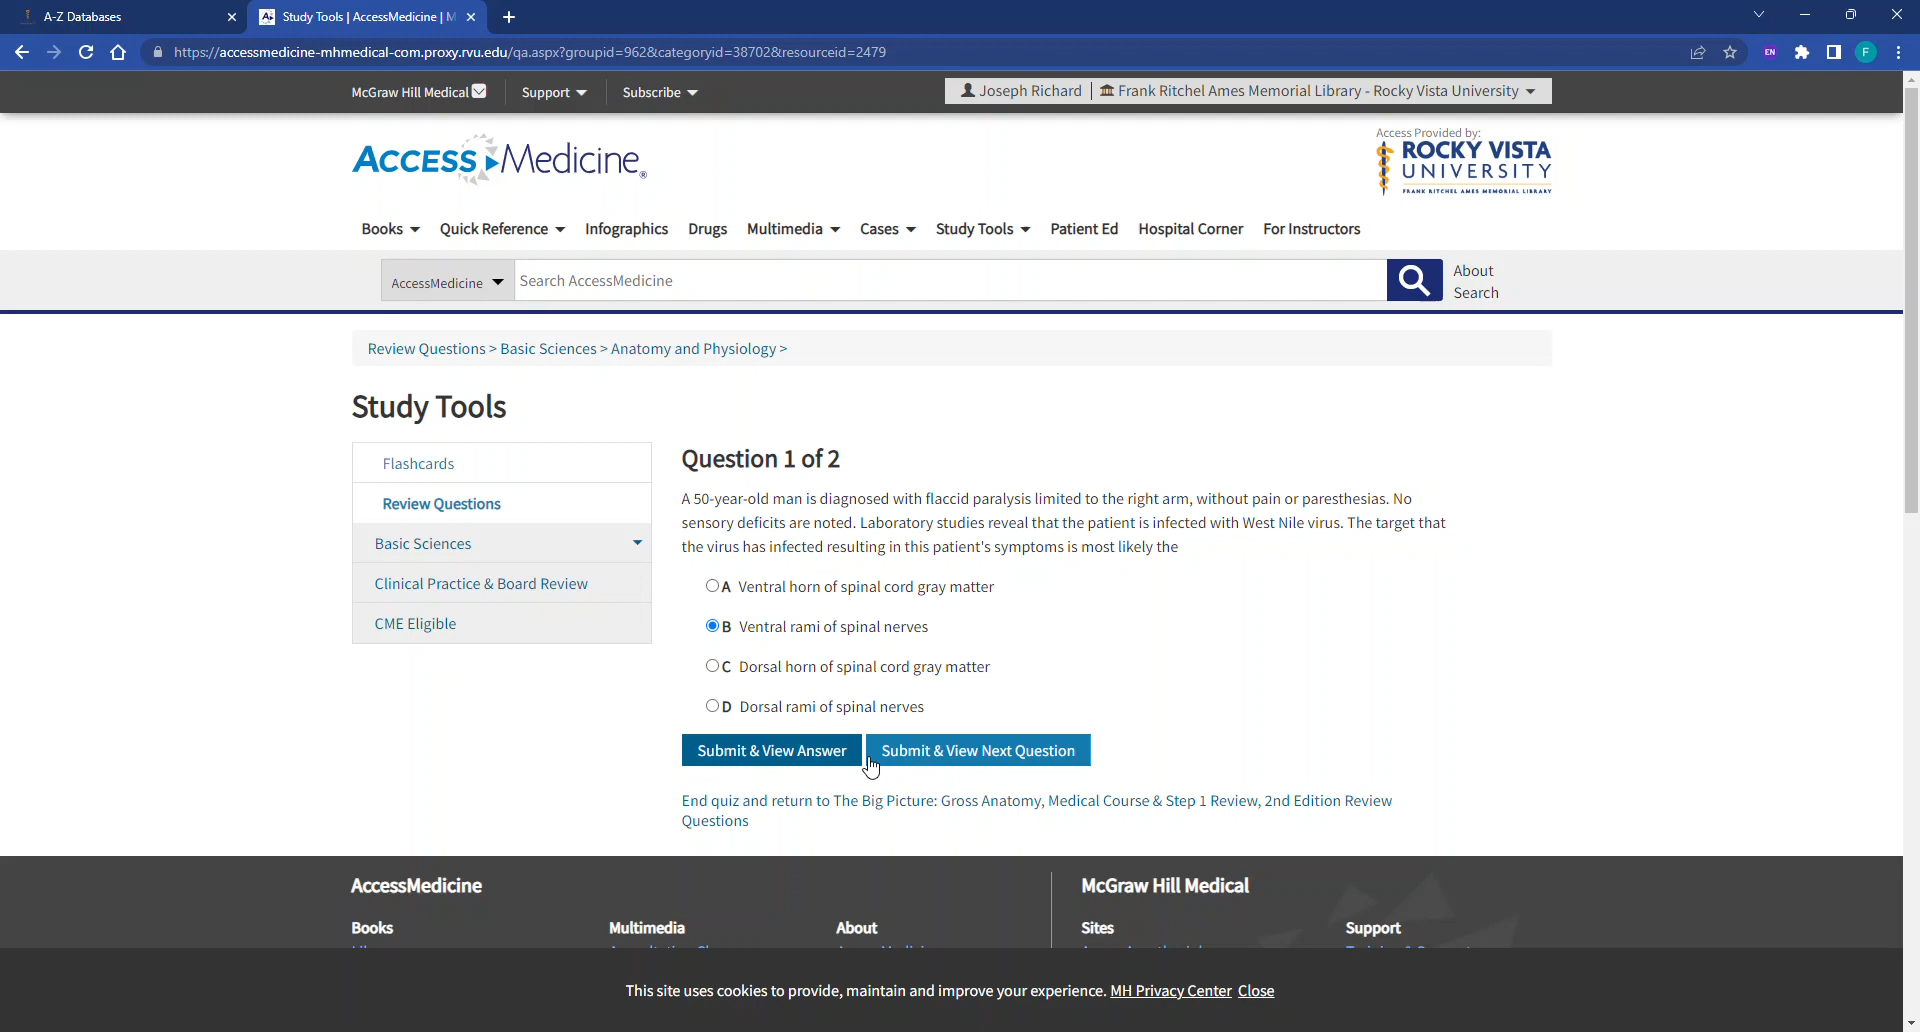 A-Z Databases
Study Tools | AccessMedicine | M
https://accessmedicine-mhmedical-com.proxy.rvu.edu/qa.aspx?groupid=962&categoryid=38702&resourceid=2479
EN
F
McGraw Hill Medical
Support
Subscribe
Joseph Richard
Frank Ritchel Ames Memorial Library - Rocky Vista University
ACCESS Medicine®
Access Provided by:
ROCKY VISTA
UNIVERSITY
FRANK RITCHEL AMES MEMORIAL LIBRARY
Books Quick Reference Infographics Drugs Multimedia Cases Study Tools Patient Ed Hospital Corner For Instructors
AccessMedicine
Search AccessMedicine
About
Search
Review Questions > Basic Sciences > Anatomy and Physiology >
Study Tools
Flashcards
Review Questions
Basic Sciences
Clinical Practice & Board Review
CME Eligible
Question 1 of 2
A 50-year-old man is diagnosed with flaccid paralysis limited to the right arm, without pain or paresthesias. No
sensory deficits are noted. Laboratory studies reveal that the patient is infected with West Nile virus. The target that
the virus has infected resulting in this patient's symptoms is most likely the
A Ventral horn of spinal cord gray matter
B Ventral rami of spinal nerves
C Dorsal horn of spinal cord gray matter
D Dorsal rami of spinal nerves
Submit & View Answer
Submit & View Next Question
End quiz and return to The Big Picture: Gross Anatomy, Medical Course & Step 1 Review, 2nd Edition Review
Questions
AccessMedicine
McGraw Hill Medical
Books
Multimedia
About
Sites
Support
This site uses cookies to provide, maintain and improve your experience. MH Privacy Center Close